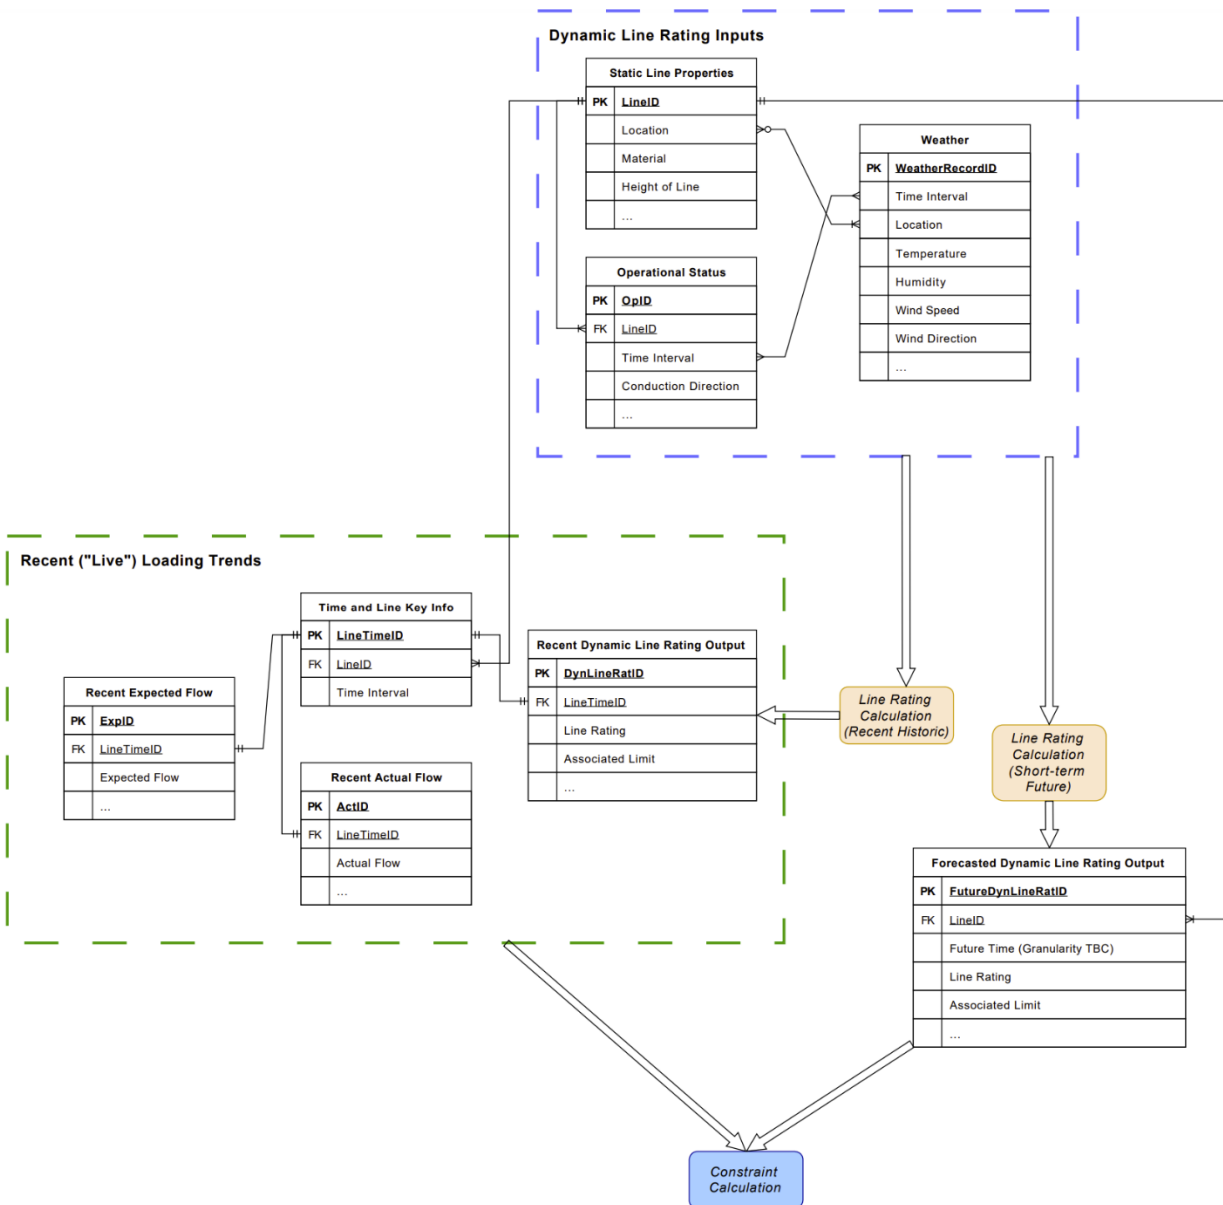 Dynamic Line Rating Inputs
Static Line Properties
PK LineID
Location
Material
Height of Line
...
Weather
PK WeatherRecordID
Time Interval
Location
Temperature
Humidity
Wind Speed
Wind Direction
...
Operational Status
PK OpID
FK LineID
Time Interval
Conduction Direction
...
Recent ("Live") Loading Trends
Time and Line Key Info
PK LineTimeID
FK LineID
Time Interval
Recent Expected Flow
PK ExpID
FK LineTimeID
Expected Flow
...
Recent Actual Flow
PK ActID
FK LineTimeID
Actual Flow
...
Recent Dynamic Line Rating Output
PK DynLineRatID
FK LineTimeID
Line Rating
Associated Limit
...
Line Rating
Calculation
(Recent Historic)
Line Rating
Calculation
(Short-term
Future)
Forecasted Dynamic Line Rating Output
PK FutureDynLineRatID
FK LineID
Future Time (Granularity TBC)
Line Rating
Associated Limit
...
Constraint
Calculation